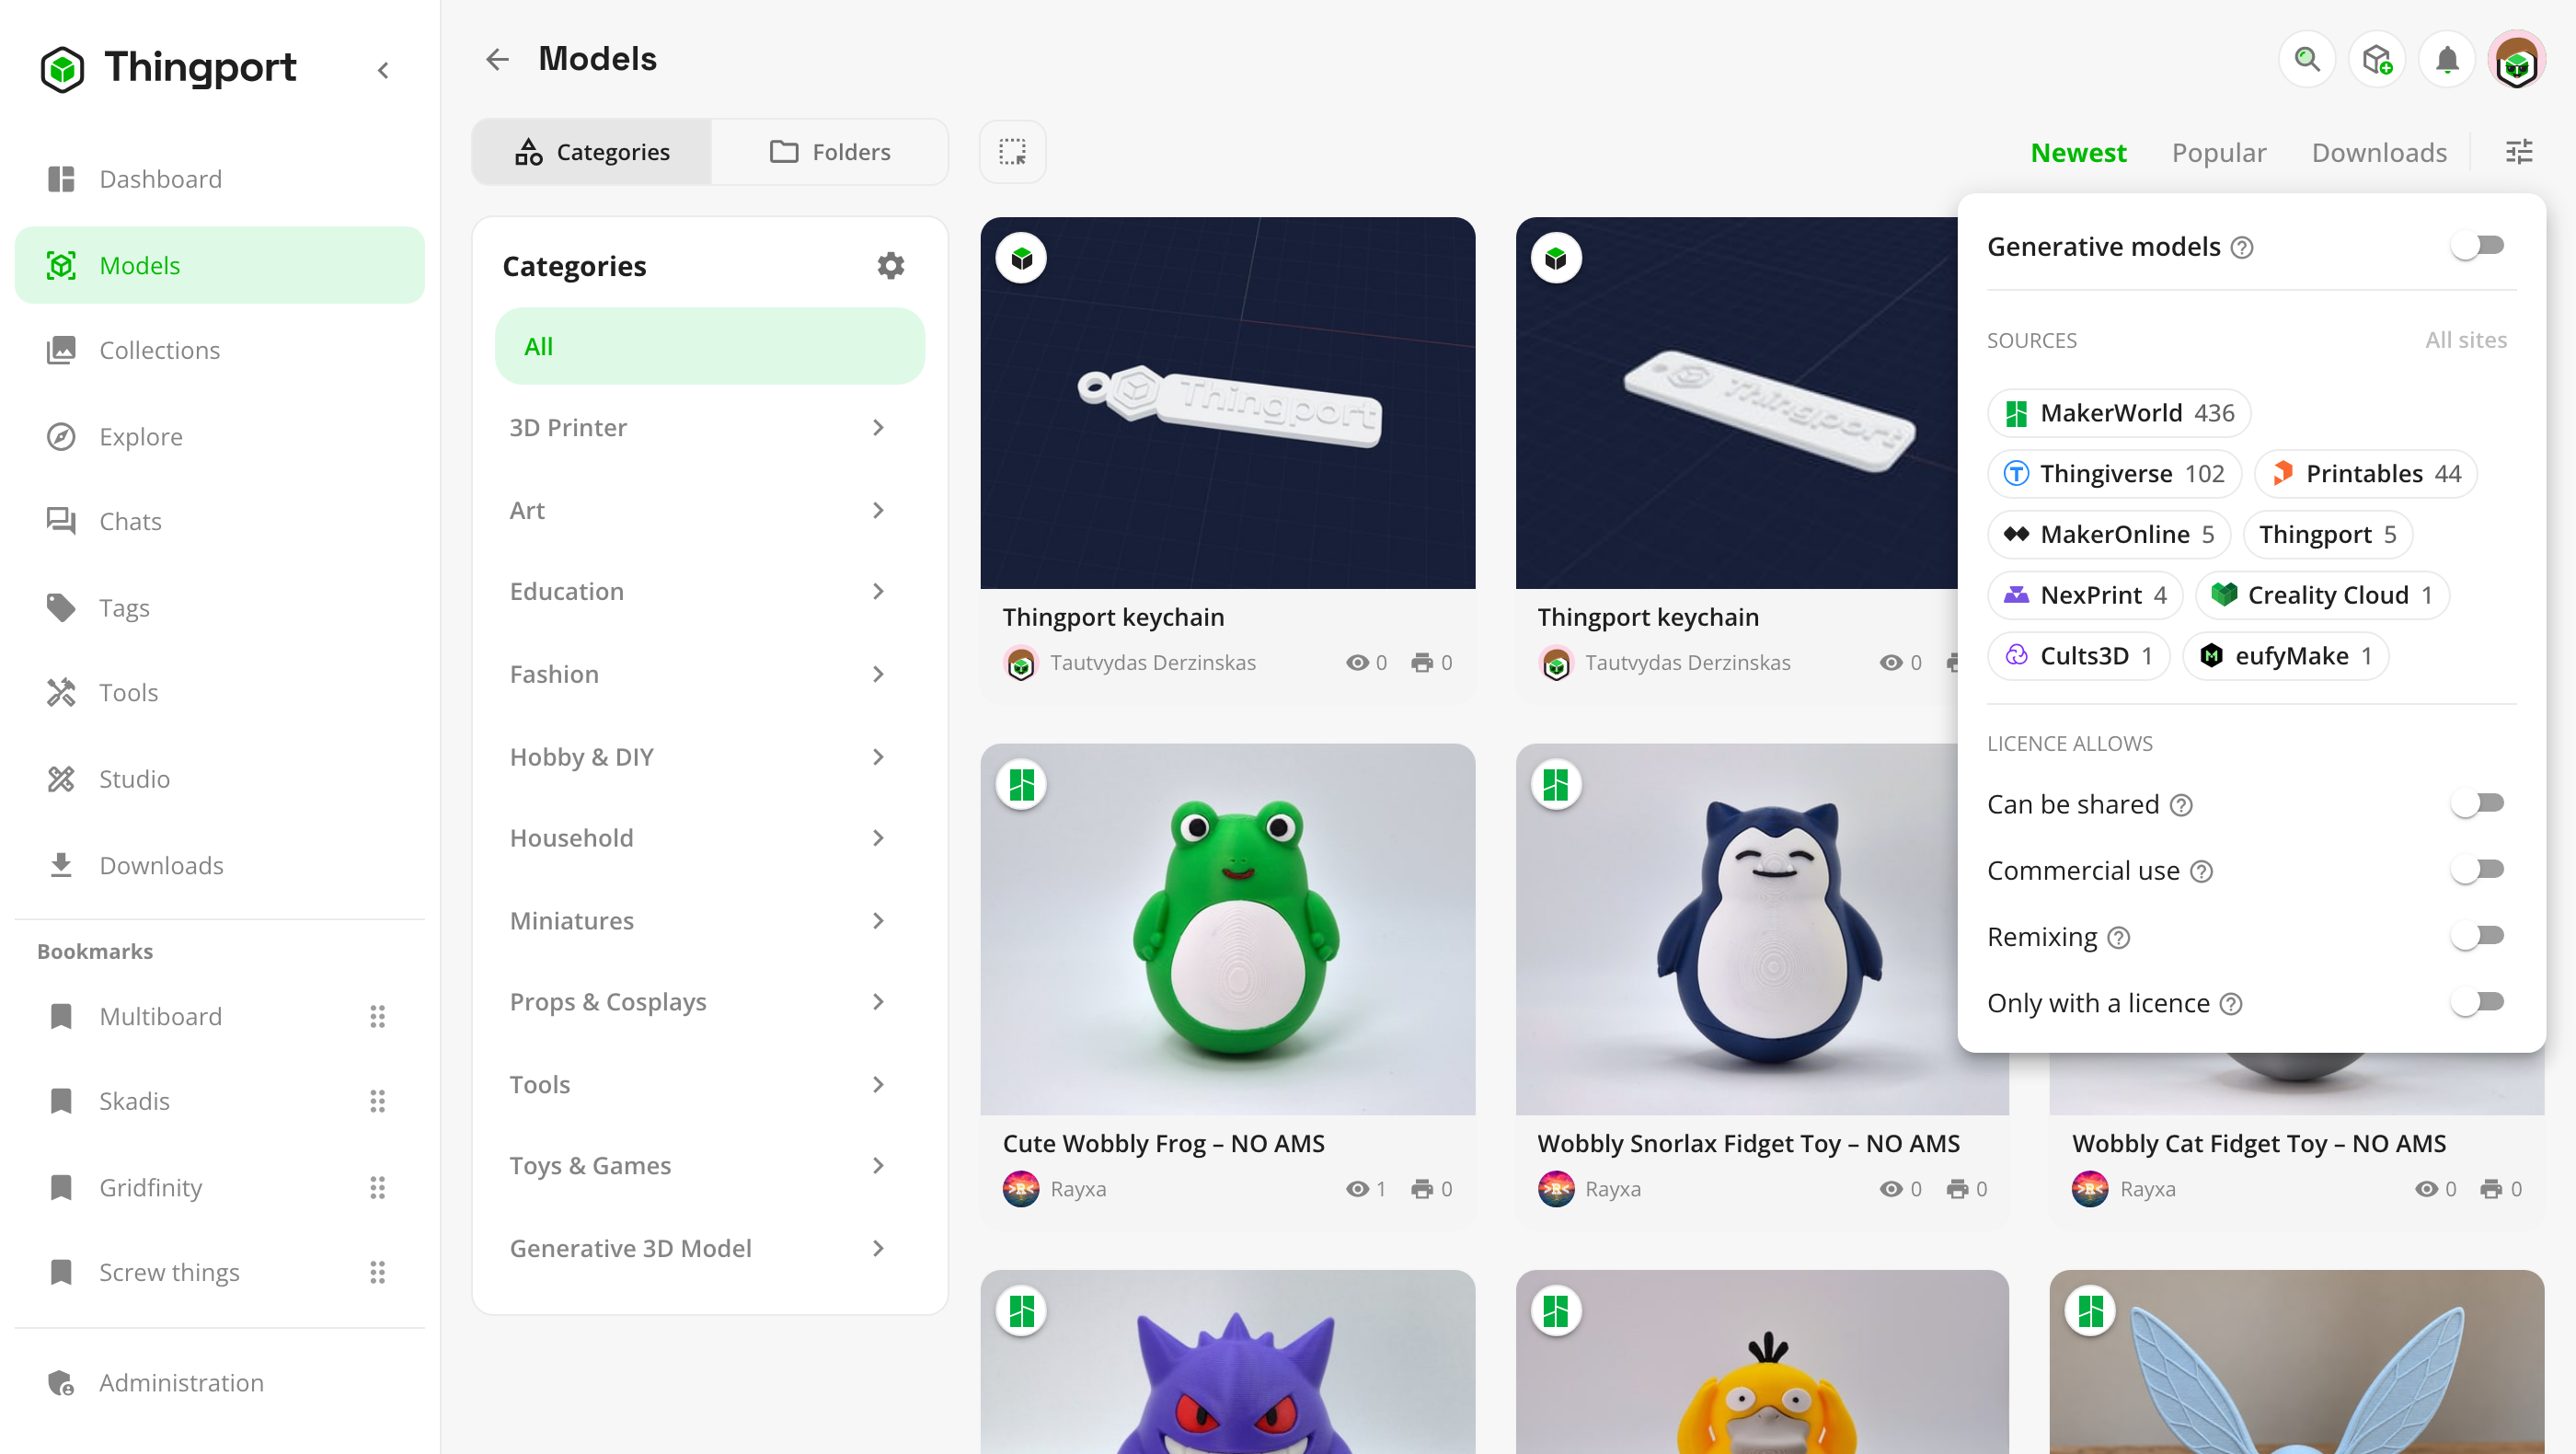 Thingport
Models
Dashboard
Models
Collections
Explore
Chats
Tags
Tools
Studio
Downloads
Bookmarks
Multiboard
Skadis
Gridfinity
Screw things
Administration
Categories
Folders
Newest Popular Downloads
Categories
All
3D Printer
Art
Education
Fashion
Hobby & DIY
Household
Miniatures
Props & Cosplays
Tools
Toys & Games
Generative 3D Model
Thingport
Thingport keychain
Tautvydas Derzinskas 0 0
Thingport
Thingport keychain
Tautvydas Derzinskas 0
Cute Wobbly Frog – NO AMS
>R< Rayxa 1 0
Wobbly Snorlax Fidget Toy – NO AMS
>R< Rayxa 0 0
Wobbly Cat Fidget Toy – NO AMS
>R< Rayxa 0 0
Generative models
SOURCES All sites
MakerWorld 436
Thingiverse 102 Printables 44
MakerOnline 5 Thingport 5
NexPrint 4 Creality Cloud 1
Cults3D 1 eufyMake 1
LICENCE ALLOWS
Can be shared
Commercial use
Remixing
Only with a licence